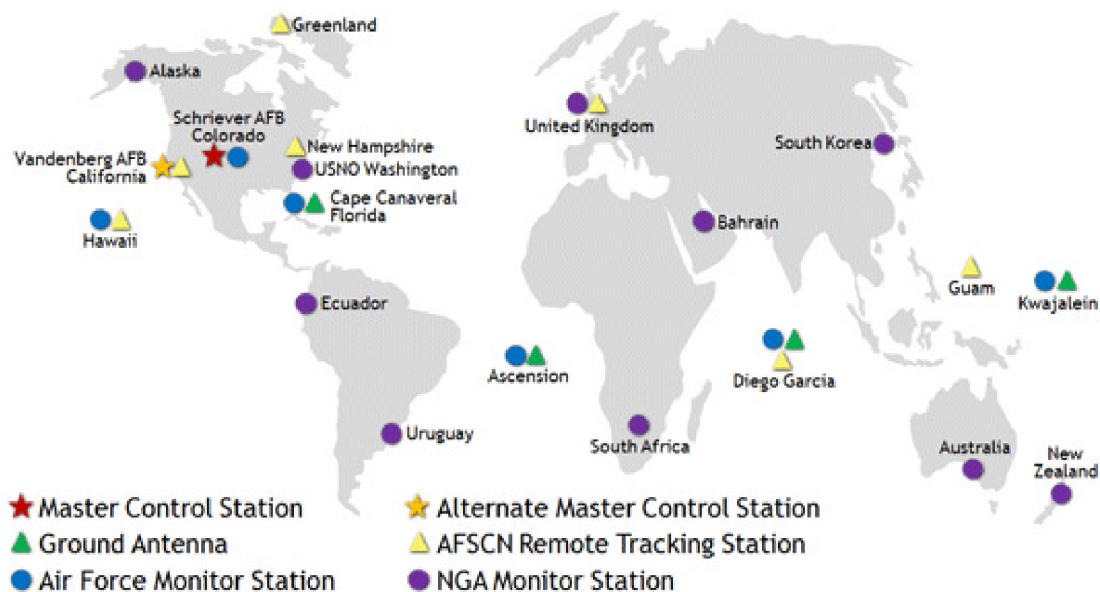 Greenland
Alaska
Schriever AFB
Colorado
New Hampshire
Vandenberg AFB
California
USNO Washington
Cape Canaveral
Florida
Hawaii
United Kingdom
South Korea
Bahrain
Guam
Kwajalein
Ecuador
Ascension
Diego Garcia
Uruguay
South Africa
Australia
New
Zealand
Master Control Station
Alternate Master Control Station
Ground Antenna
AFSCN Remote Tracking Station
Air Force Monitor Station
NGA Monitor Station